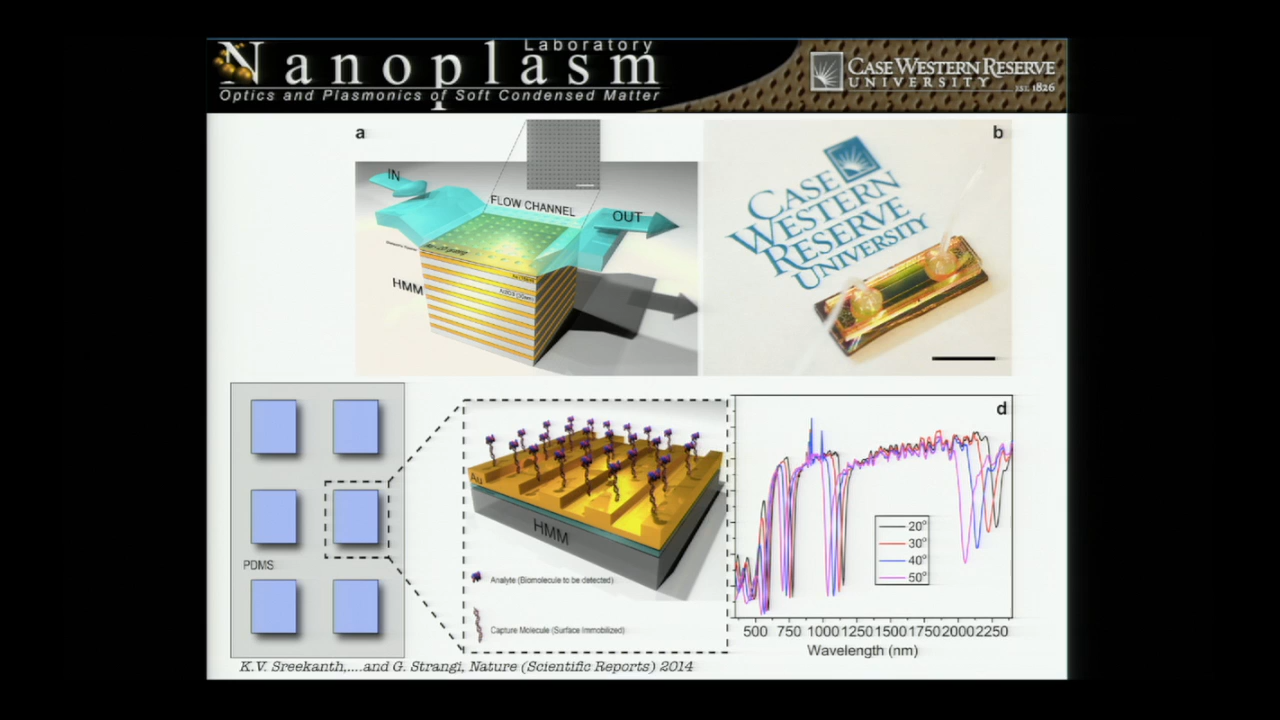 Laboratory
Nanoplasm
Optics and Plasmonics of Soft Condensed Matter
CASE WESTERN RESERVE
UNIVERSITY EST. 1826
a
IN
FLOW CHANNEL
OUT
HMM
b
CASE
WESTERN
RESERVE
UNIVERSITY
PDMS
Au
HMM
Analyte (Biomolecule to be detected)
Capture Molecule (Surface Immobilized)
d
20°
30°
40°
50°
500 750 1000 1250 1500 1750 2000 2250
Wavelength (nm)
K.V. Sreekanth,....and G. Strangi, Nature (Scientific Reports) 2014